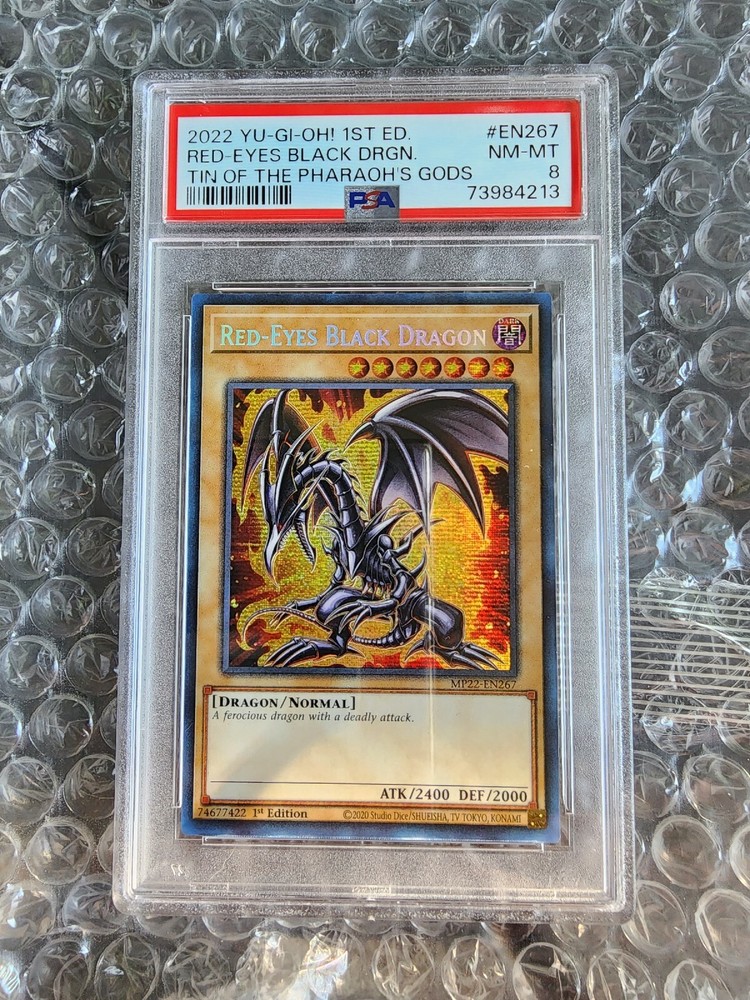 2022 YU-GI-OH! 1ST ED. #EN267
RED-EYES BLACK DRGN. NM-MT
TIN OF THE PHARAOH'S GODS 8
PSA 73984213
RED-EYES BLACK DRAGON
DARK
闇
MP22-EN267
[DRAGON/NORMAL]
A ferocious dragon with a deadly attack.
ATK/2400 DEF/2000
74677422 1st Edition ©2020 Studio Dice/SHUEISHA, TV TOKYO, KONAMI